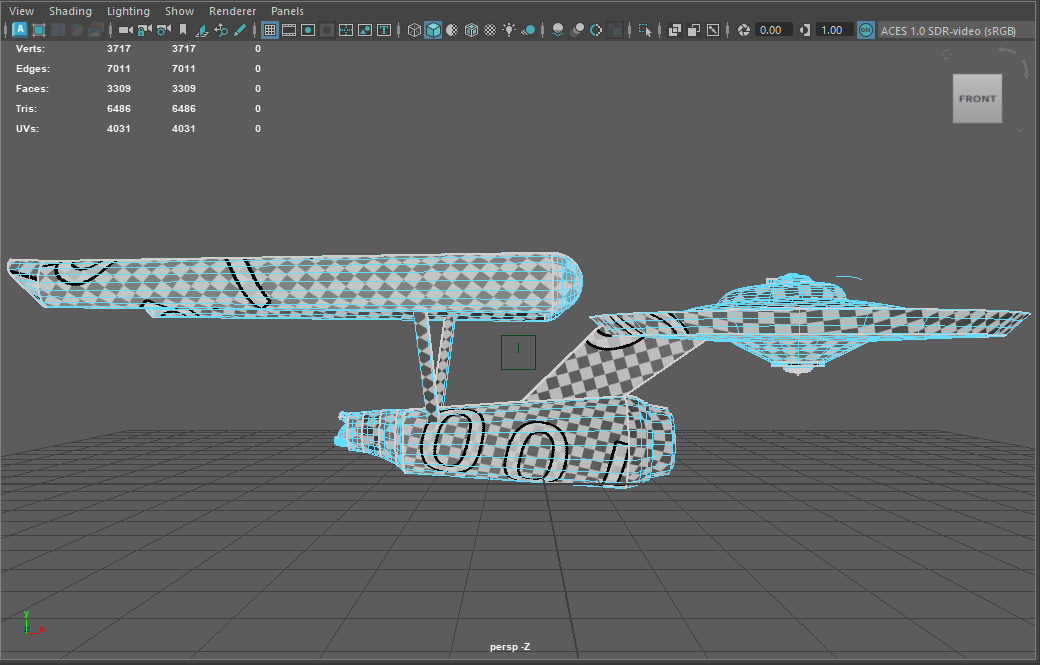 View Shading Lighting Show Renderer Panels
A T 0.00 1.00 ON ACES 1.0 SDR-video (sRGB)
Verts: 3717 3717 0
Edges: 7011 7011 0
Faces: 3309 3309 0
Tris: 6486 6486 0
UVs: 4031 4031 0
FRONT
y
x
persp -Z